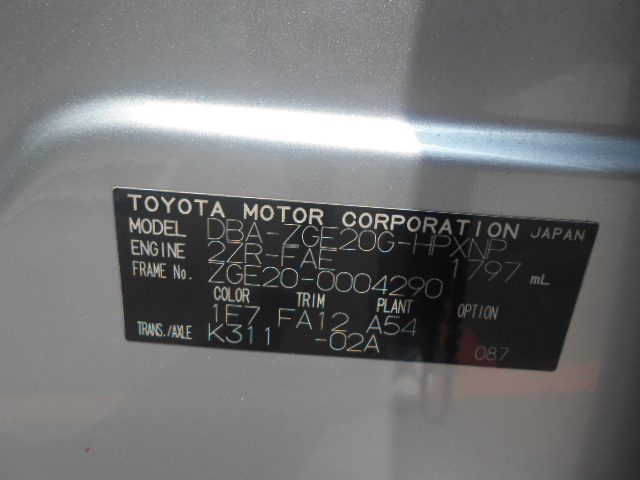 TOYOTA MOTOR CORPORATION JAPAN
MODEL DBA-ZGE20G-HPXNP
ENGINE 2ZR-FAE 1797 mL
FRAME No. ZGE20-0004290
COLOR TRIM PLANT OPTION
1E7 FA12 A54
TRANS./AXLE K311 -02A
087